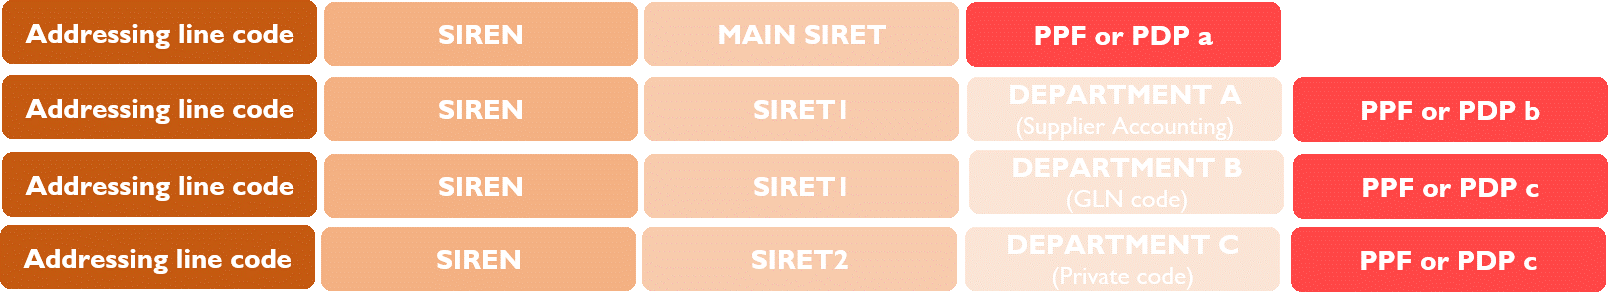 Addressing line code SIREN MAIN SIRET PPF or PDP a
Addressing line code SIREN SIRET1 DEPARTMENT A PPF or PDP b
(Supplier Accounting)
Addressing line code SIREN SIRET1 DEPARTMENT B PPF or PDP c
(GLN code)
Addressing line code SIREN SIRET2 DEPARTMENT C PPF or PDP c
(Private code)